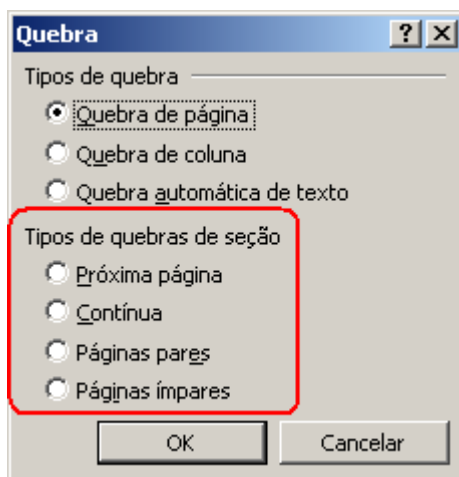 Quebra
Tipos de quebra
Quebra de página
Quebra de coluna
Quebra automática de texto
Tipos de quebras de seção
Próxima página
Contínua
Páginas pares
Páginas ímpares
OK Cancelar